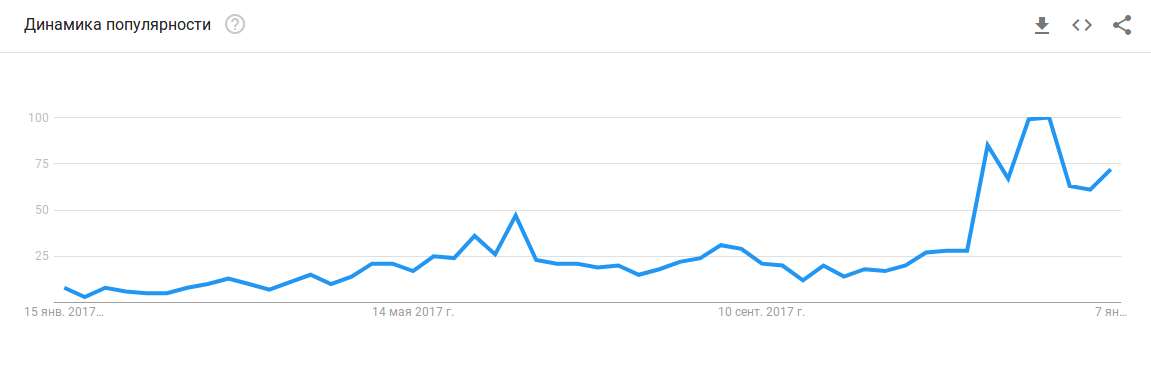 Динамика популярности ?
100
75
50
25
15 янв. 2017…
14 мая 2017 г.
10 сент. 2017 г.
7 ян…